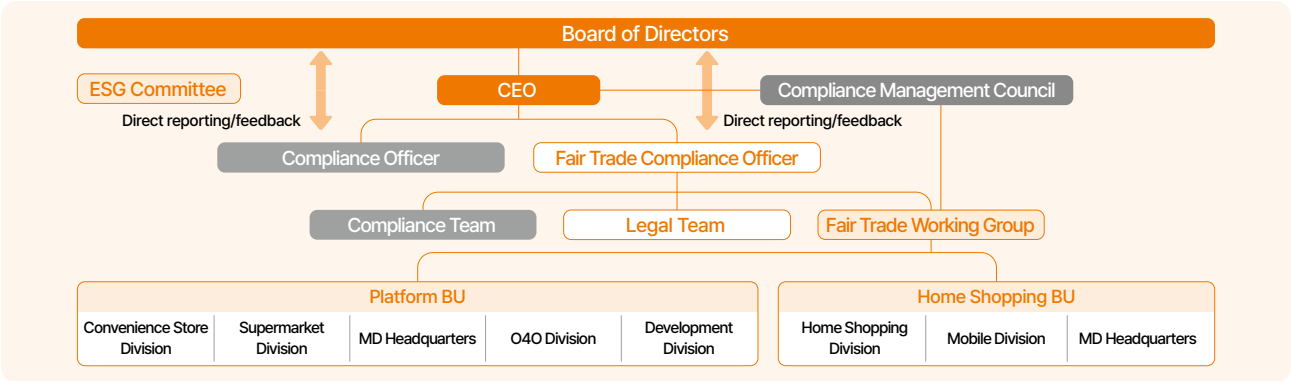 Board of Directors
ESG Committee
CEO
Compliance Management Council
Direct reporting/feedback
Direct reporting/feedback
Compliance Officer
Fair Trade Compliance Officer
Compliance Team
Legal Team
Fair Trade Working Group
Platform BU
Home Shopping BU
Convenience Store
Division
Supermarket
Division
MD Headquarters
O4O Division
Development
Division
Home Shopping
Division
Mobile Division
MD Headquarters